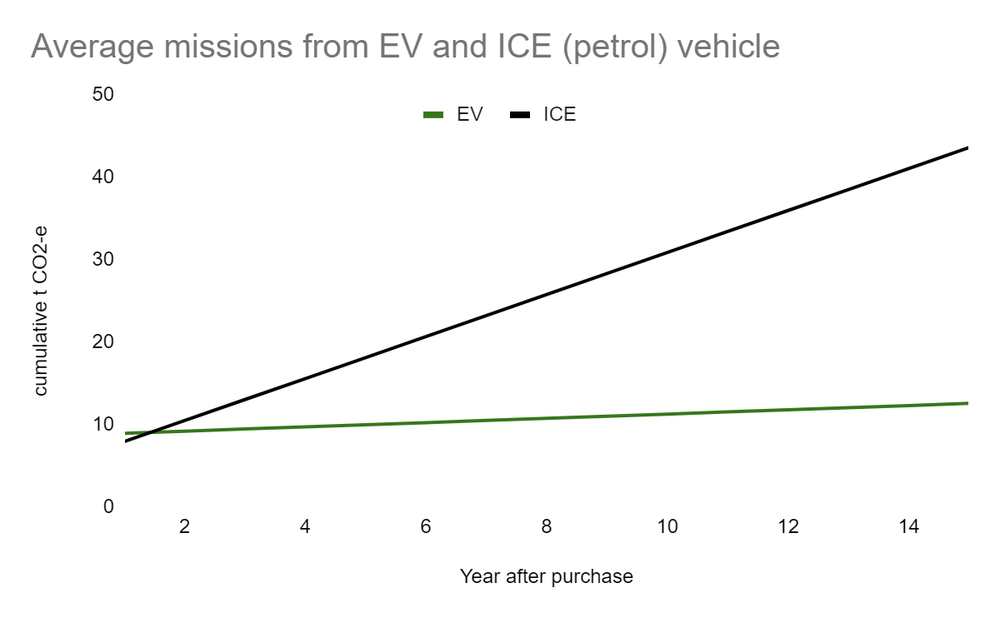 Average missions from EV and ICE (petrol) vehicle
50
EV ICE
40
30
20
10
0
cumulative t CO2-e
2 4 6 8 10 12 14
Year after purchase